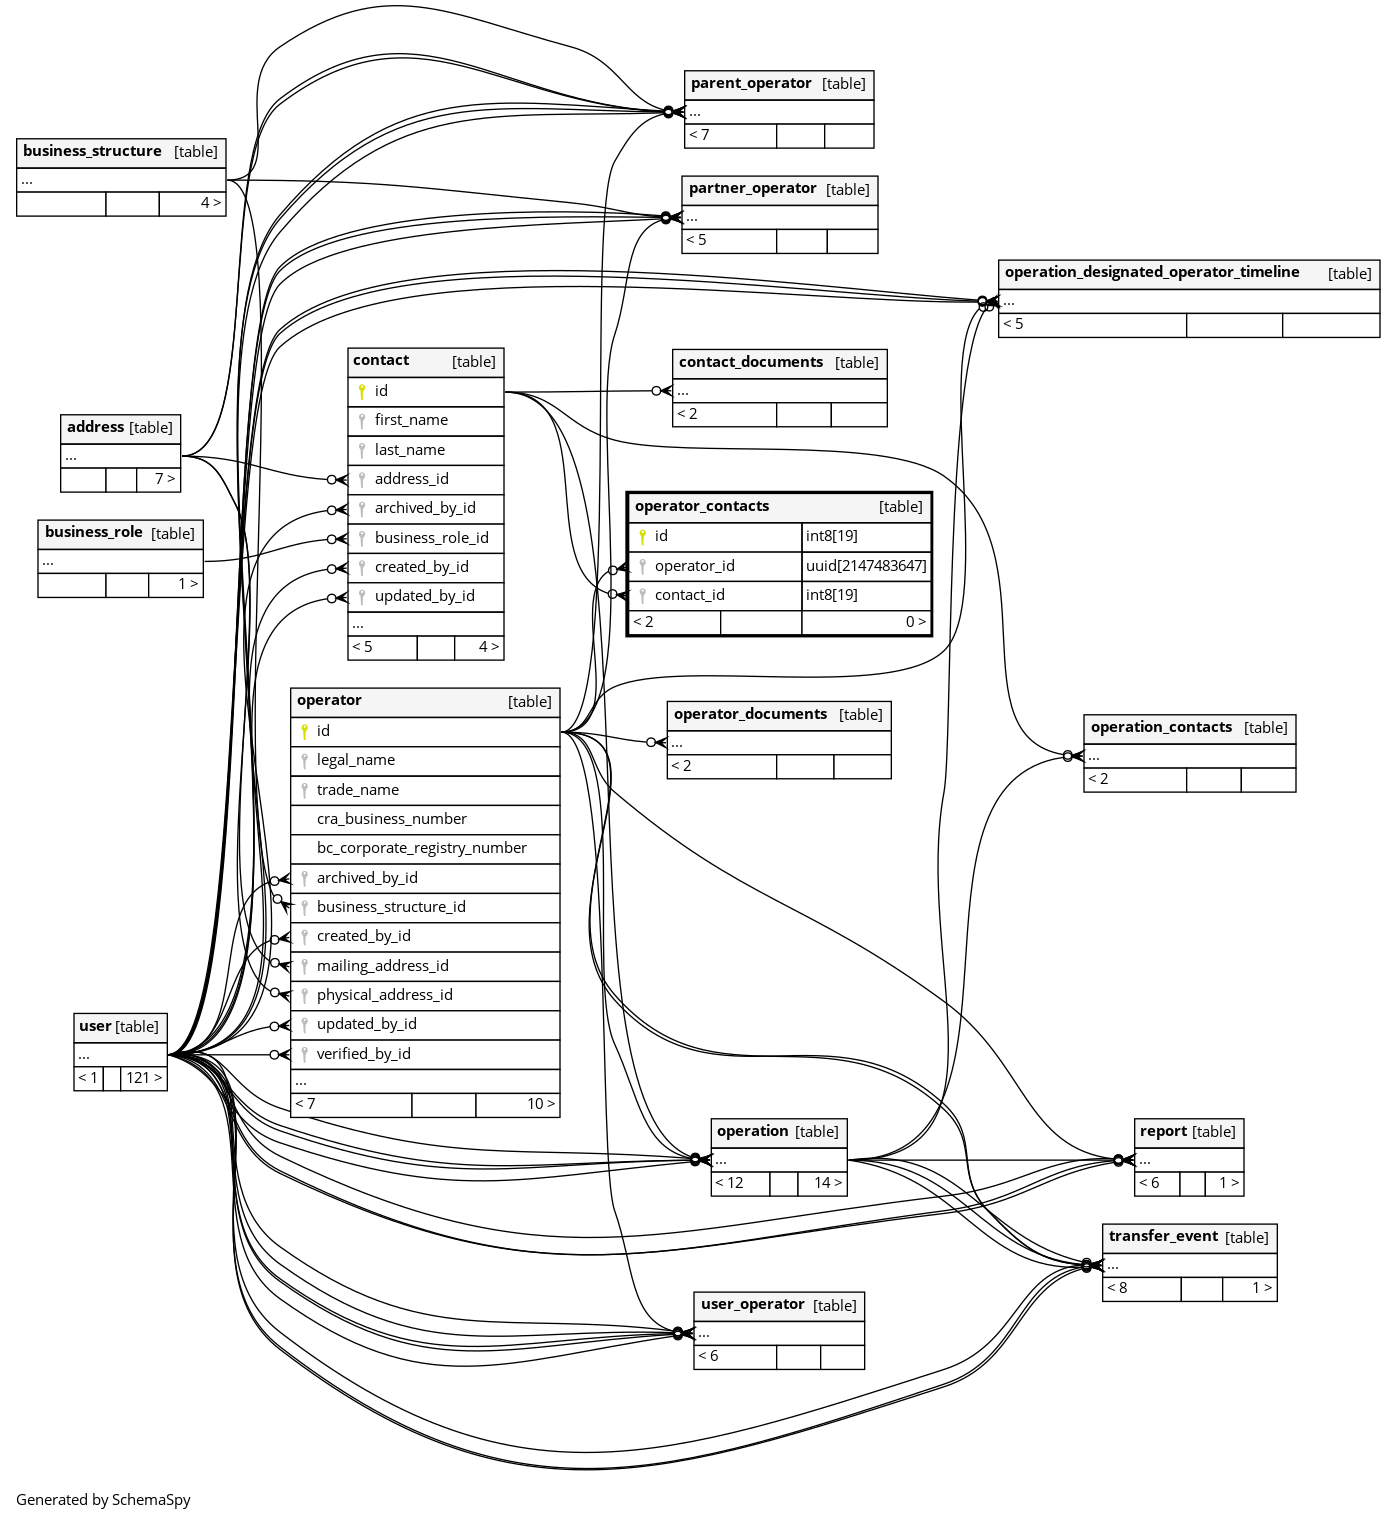 parent_operator [table]
...
< 7
business_structure [table]
...
4 >
partner_operator [table]
...
< 5
operation_designated_operator_timeline [table]
...
< 5
contact [table]
id
first_name
last_name
address_id
archived_by_id
business_role_id
created_by_id
updated_by_id
...
< 5 4 >
contact_documents [table]
...
< 2
address [table]
...
7 >
business_role [table]
...
1 >
operator_contacts [table]
id int8[19]
operator_id uuid[2147483647]
contact_id int8[19]
< 2 0 >
operator [table]
id
legal_name
trade_name
cra_business_number
bc_corporate_registry_number
archived_by_id
business_structure_id
created_by_id
mailing_address_id
physical_address_id
updated_by_id
verified_by_id
...
< 7 10 >
operator_documents [table]
...
< 2
operation_contacts [table]
...
< 2
user [table]
...
< 1 121 >
operation [table]
...
< 12 14 >
report [table]
...
< 6 1 >
transfer_event [table]
...
< 8 1 >
user_operator [table]
...
< 6
Generated by SchemaSpy